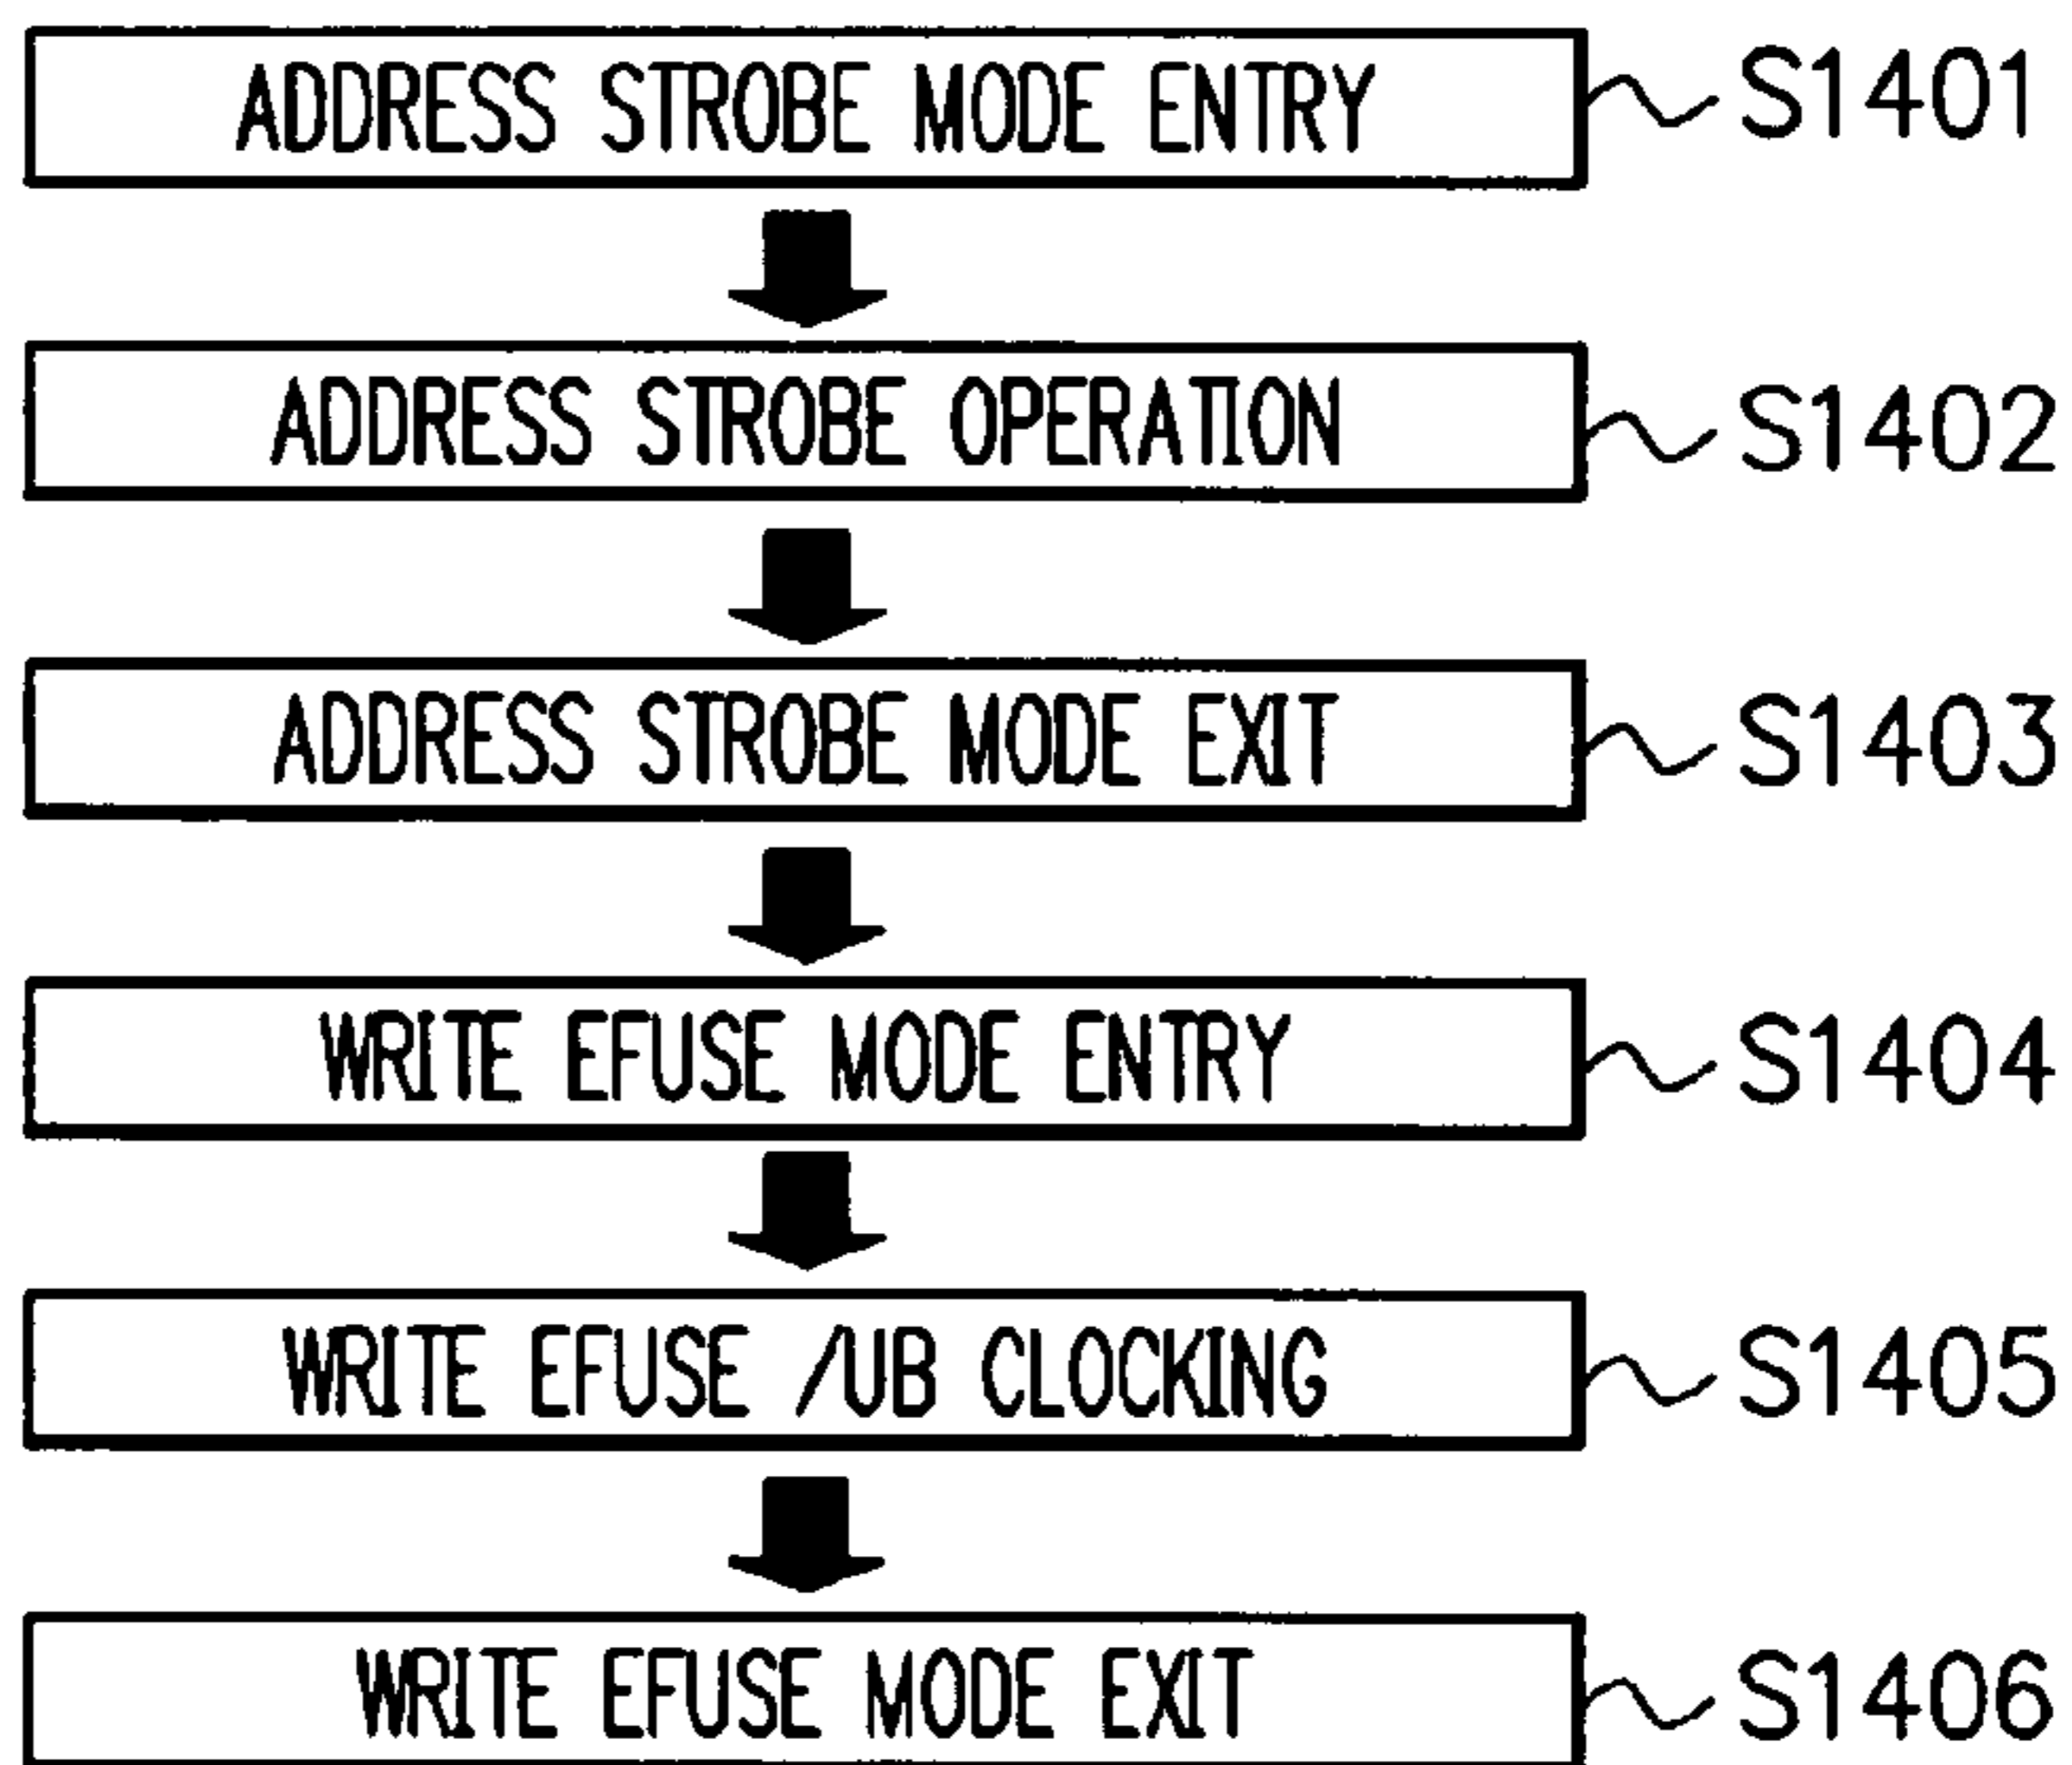 ADDRESS STROBE MODE ENTRY S1401
ADDRESS STROBE OPERATION S1402
ADDRESS STROBE MODE EXIT S1403
WRITE EFUSE MODE ENTRY S1404
WRITE EFUSE /UB CLOCKING S1405
WRITE EFUSE MODE EXIT S1406